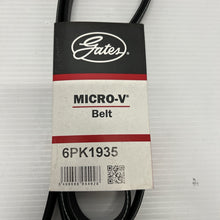 Gates
MICRO-V®
Belt
6PK1935